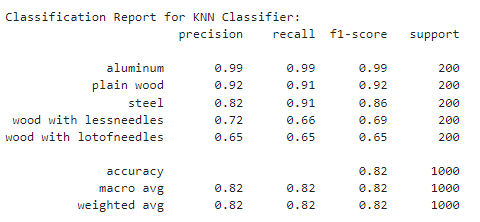 Classification Report for KNN Classifier:
precision recall f1-score support
aluminum 0.99 0.99 0.99 200
plain wood 0.92 0.91 0.92 200
steel 0.82 0.91 0.86 200
wood with lessneedles 0.72 0.66 0.69 200
wood with lotofneedles 0.65 0.65 0.65 200
accuracy 0.82 1000
macro avg 0.82 0.82 0.82 1000
weighted avg 0.82 0.82 0.82 1000